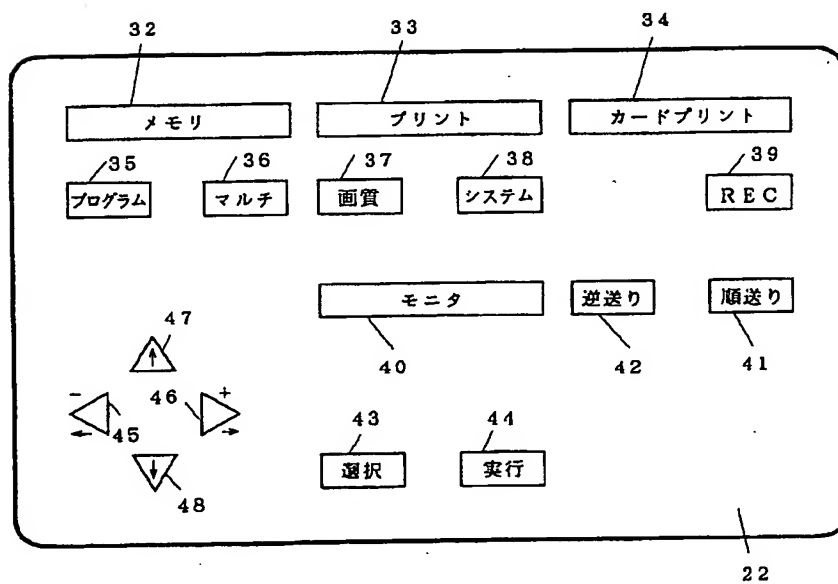 32 33 34
メモリ プリント カードプリント
35 36 37 38 39
プログラム マルチ 画質 システム REC
モニタ 逆送り 順送り
47
40 42 41
↑
- 46 +
← 45 →
43 44
↓ 選択 実行
48
22